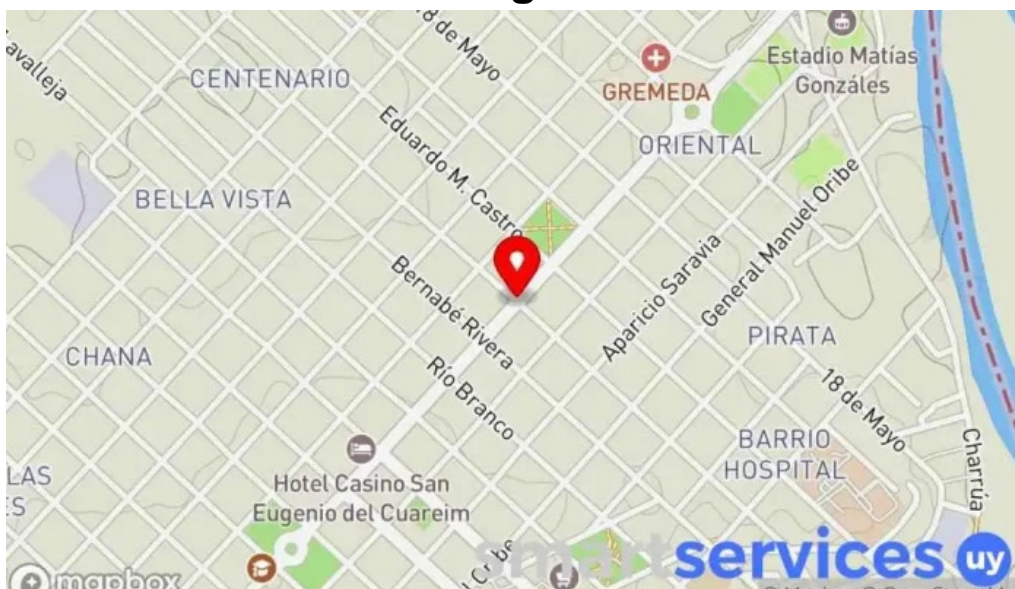 Lavalleja
18 de Mayo
CENTENARIO
GREMEDA
Estadio Matías
Gonzáles
ORIENTAL
Eduardo M. Castro
BELLA VISTA
General Manuel Oribe
Aparicio Saravia
Bernabé Rivera
PIRATA
CHANA
Río Branco
18 de Mayo
BARRIO
HOSPITAL
Charrúa
Hotel Casino San
Eugenio del Cuareim
smartservices uy
mapbox